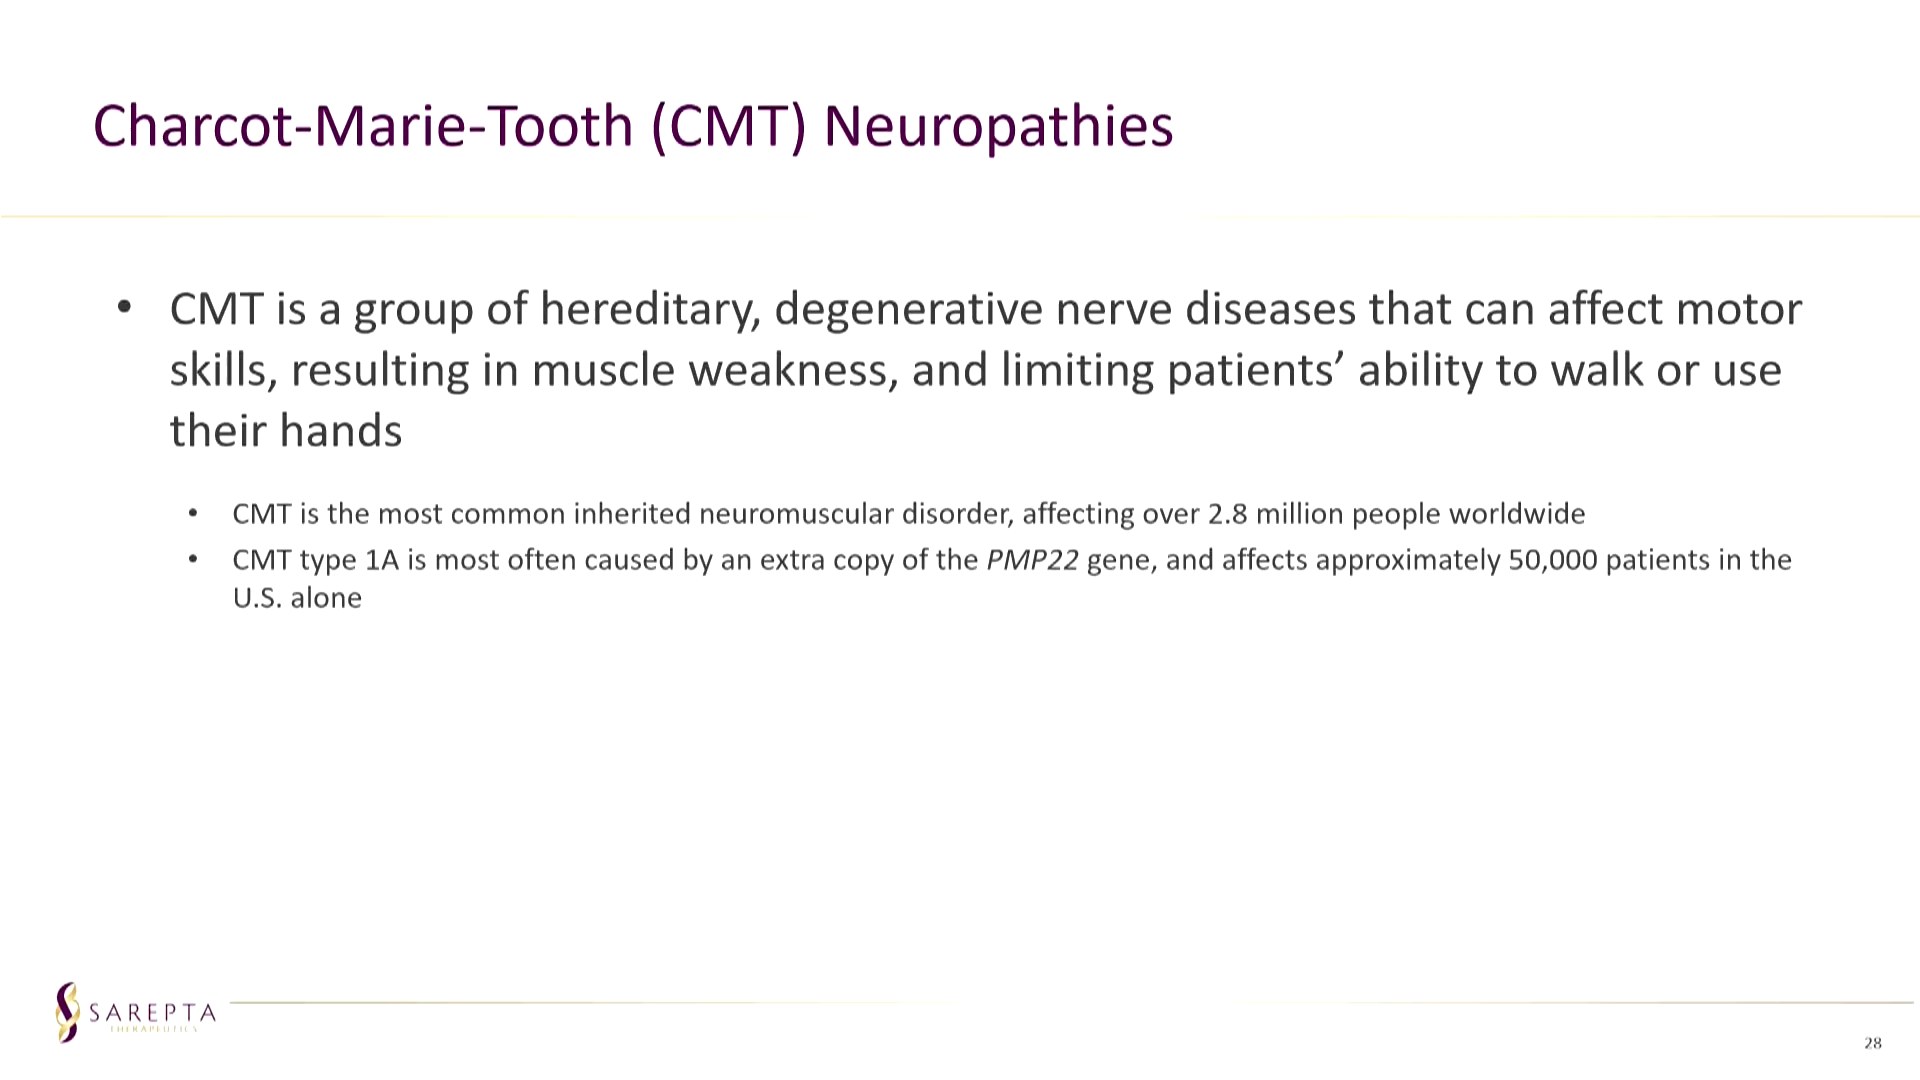 Charcot-Marie-Tooth (CMT) Neuropathies
• CMT is a group of hereditary, degenerative nerve diseases that can affect motor
skills, resulting in muscle weakness, and limiting patients’ ability to walk or use
their hands
• CMT is the most common inherited neuromuscular disorder, affecting over 2.8 million people worldwide
• CMT type 1A is most often caused by an extra copy of the PMP22 gene, and affects approximately 50,000 patients in the
U.S. alone
SAREPTA
THERAPEUTICS
28